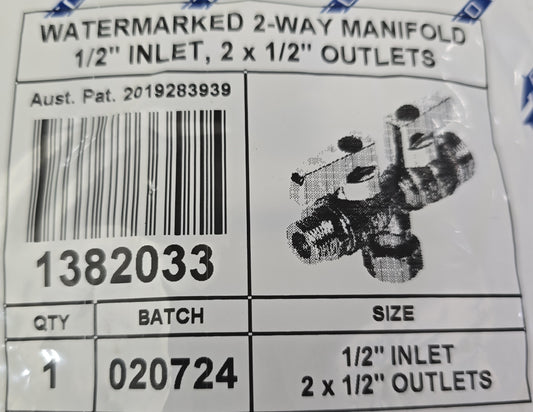 WATERMARKED 2-WAY MANIFOLD
1/2" INLET, 2 x 1/2" OUTLETS
Aust. Pat. 2019283939
1382033
QTY BATCH SIZE
1 020724 1/2" INLET
2 x 1/2" OUTLETS